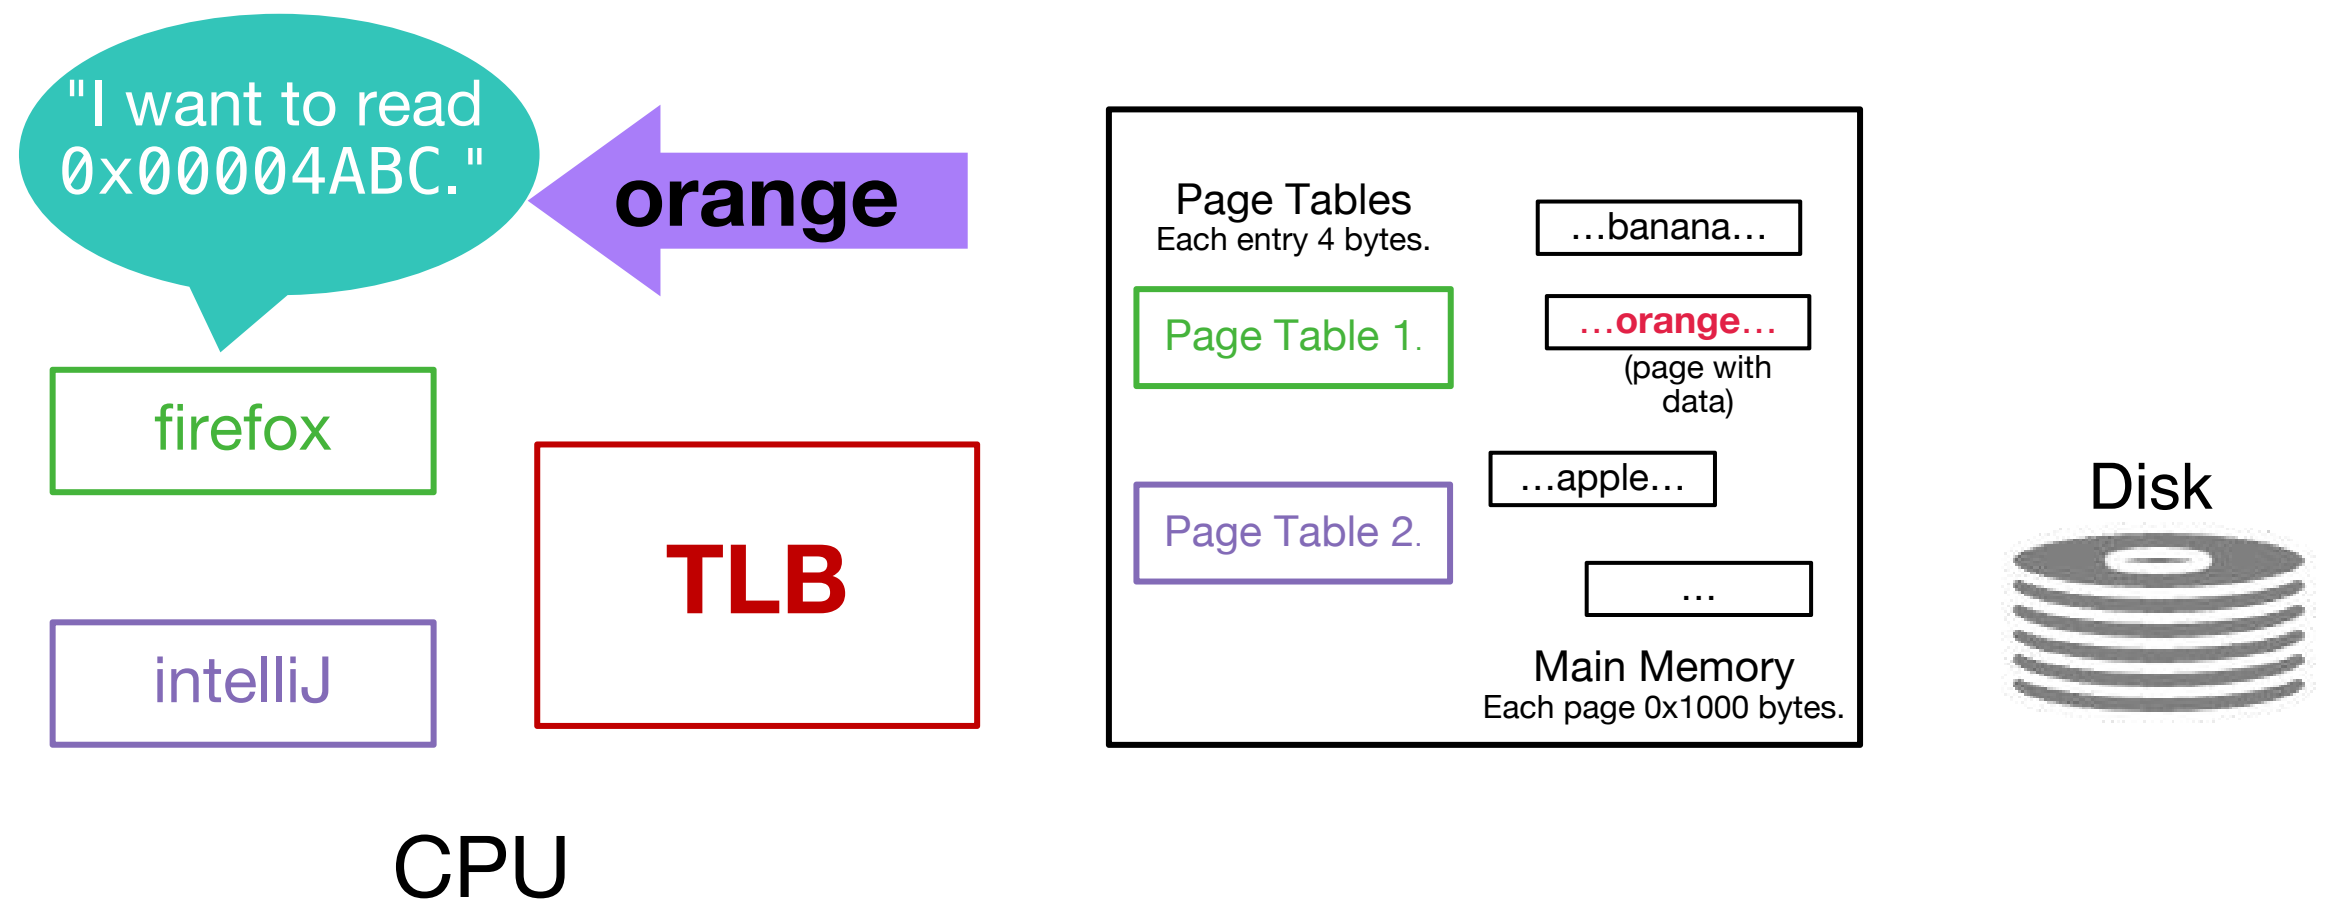 "I want to read
0x00004ABC."
orange
firefox
intelliJ
TLB
CPU
Page Tables
Each entry 4 bytes.
Page Table 1.
Page Table 2.
…banana…
…orange…
(page with
data)
…apple…
…
Main Memory
Each page 0x1000 bytes.
Disk